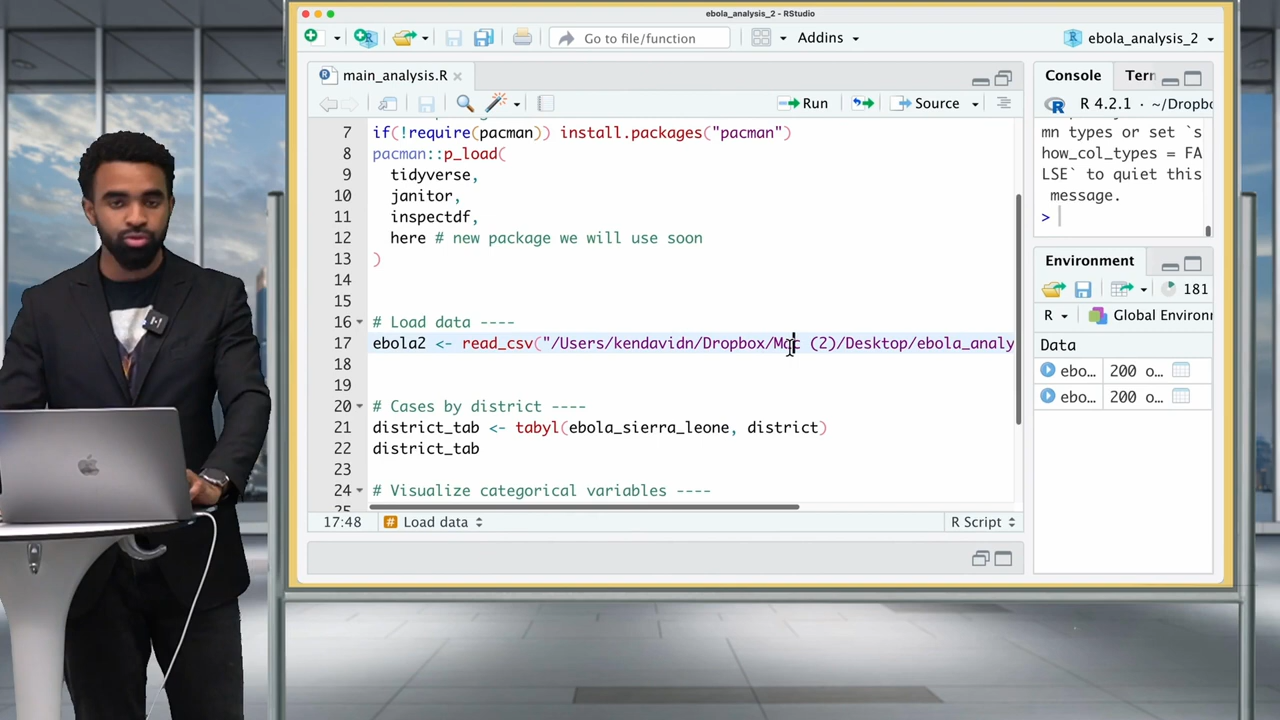 ebola_analysis_2 - RStudio
Go to file/function
Addins
ebola_analysis_2
main_analysis.R
Run
Source
7 if(!require(pacman)) install.packages("pacman")
8 pacman::p_load(
9 tidyverse,
10 janitor,
11 inspectdf,
12 here # new package we will use soon
13 )
14
15
16 # Load data ----
17 ebola2 <- read_csv("/Users/kendavidn/Dropbox/Mac (2)/Desktop/ebola_analy
18
19
20 # Cases by district ----
21 district_tab <- tabyl(ebola_sierra_leone, district)
22 district_tab
23
24 # Visualize categorical variables ----
25
17:48
Load data
R Script
Console
Terr
R 4.2.1 · ~/Dropbo
mn types or set `s
how_col_types = FA
LSE` to quiet this
message.
>
Environment
181
R
Global Environ
Data
ebo... 200 o...
ebo... 200 o...